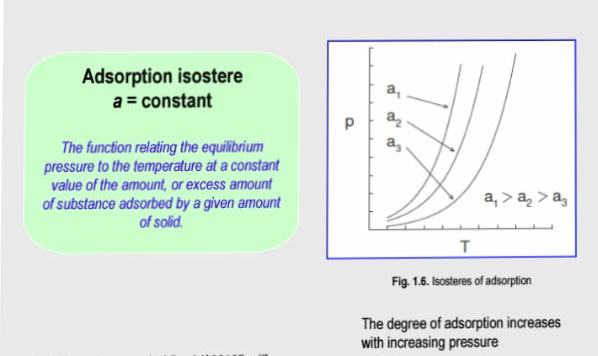 Adsorption isostere
a = constant
The function relating the equilibrium
pressure to the temperature at a constant
value of the amount, or excess amount
of substance adsorbed by a given amount
of solid.
p
a1
a2
a3
a1 > a2 > a3
T
Fig. 1.6. Isosteres of adsorption
The degree of adsorption increases
with increasing pressure